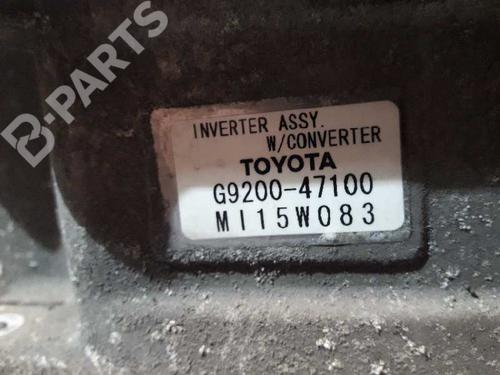 B-PARTS
INVERTER ASSY.
W/CONVERTER
TOYOTA
G9200-47100
MI15W083